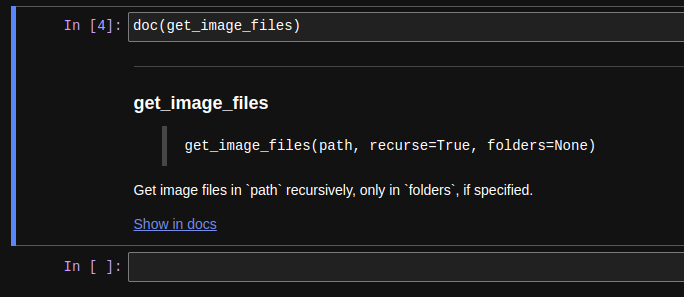 In [4]: doc(get_image_files)
get_image_files
get_image_files(path, recurse=True, folders=None)
Get image files in `path` recursively, only in `folders`, if specified.
Show in docs
In [ ]: